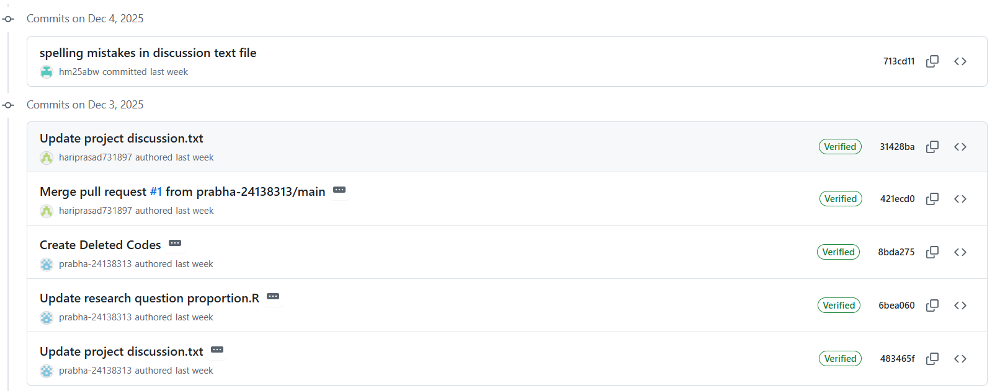 Commits on Dec 4, 2025
spelling mistakes in discussion text file
713cd11
hm25abw committed last week
Commits on Dec 3, 2025
Update project discussion.txt
Verified 31428ba
hariprasad731897 authored last week
Merge pull request #1 from prabha-24138313/main
Verified 421ecd0
hariprasad731897 authored last week
Create Deleted Codes
Verified 8bda275
prabha-24138313 authored last week
Update research question proportion.R
Verified 6bea060
prabha-24138313 authored last week
Update project discussion.txt
Verified 483465f
prabha-24138313 authored last week